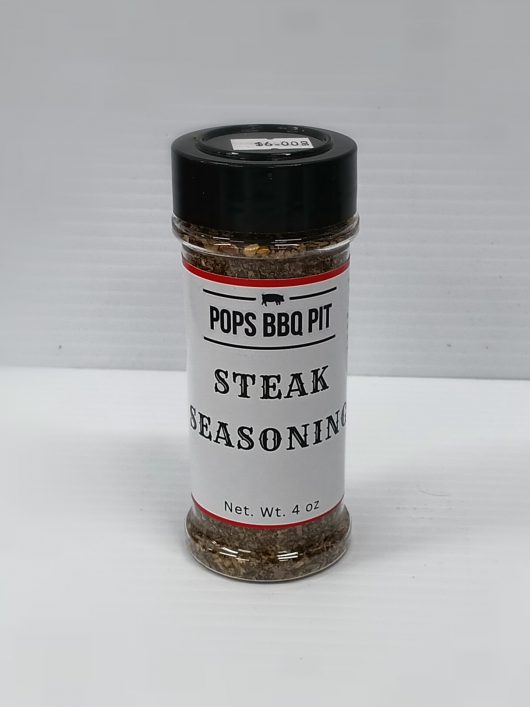 POPS BBQ PIT
STEAK
SEASONING
Net. Wt. 4 oz